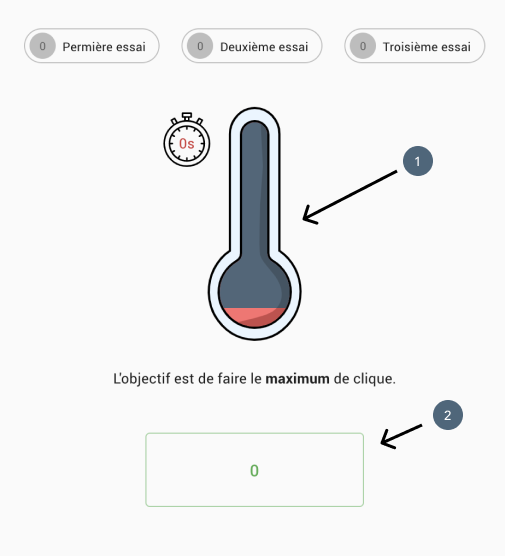 0 Permière essai
0 Deuxième essai
0 Troisième essai
0s
1
L'objectif est de faire le maximum de clique.
2
0